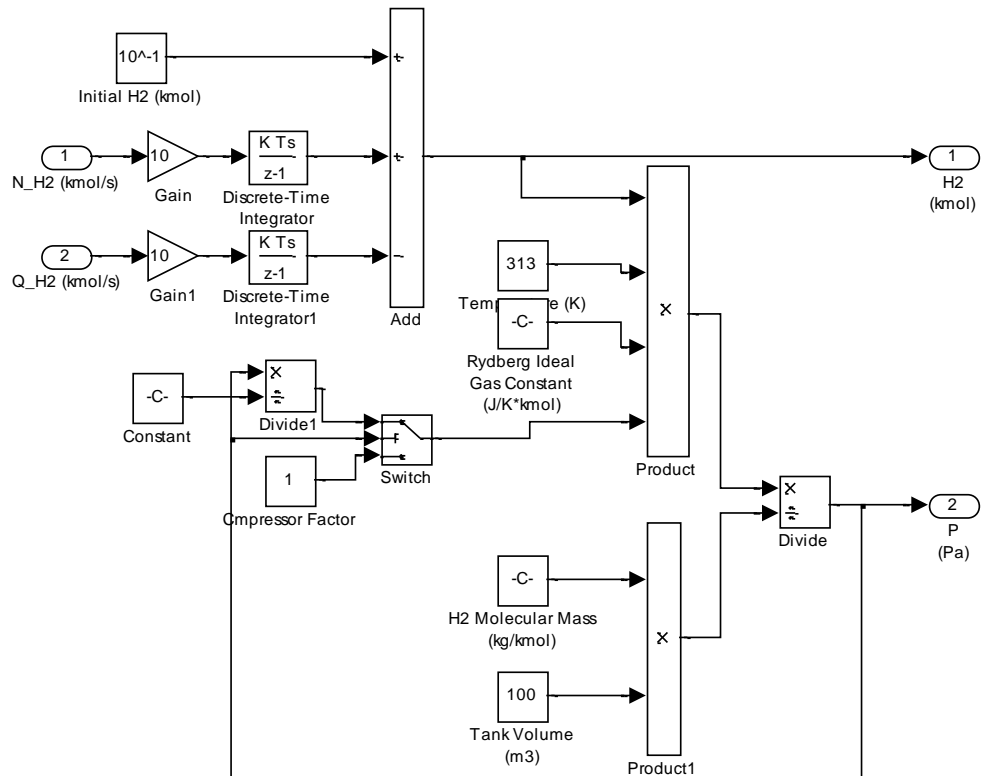 10^-1
Initial H2 (kmol)
1
N_H2 (kmol/s)
10
Gain
K Ts
z-1
Discrete-Time
Integrator
2
Q_H2 (kmol/s)
10
Gain1
K Ts
z-1
Discrete-Time
Integrator1
Add
1
H2
(kmol)
313
(K)
-C-
Rydberg Ideal
Gas Constant
(J/K*kmol)
-C-
Constant
Divide1
Switch
1
Cmpressor Factor
Product
Divide
2
P
(Pa)
-C-
H2 Molecular Mass
(kg/kmol)
100
Tank Volume
(m3)
Product1